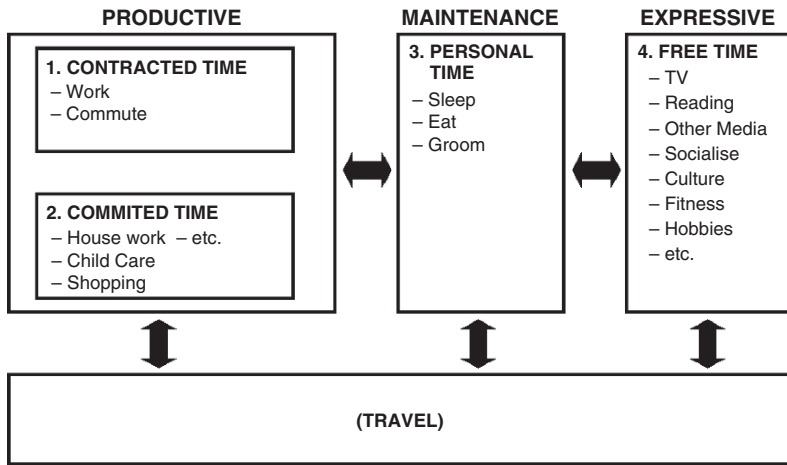 PRODUCTIVE
1. CONTRACTED TIME
– Work
– Commute
2. COMMITED TIME
– House work – etc.
– Child Care
– Shopping
MAINTENANCE
3. PERSONAL
TIME
– Sleep
– Eat
– Groom
EXPRESSIVE
4. FREE TIME
– TV
– Reading
– Other Media
– Socialise
– Culture
– Fitness
– Hobbies
– etc.
(TRAVEL)